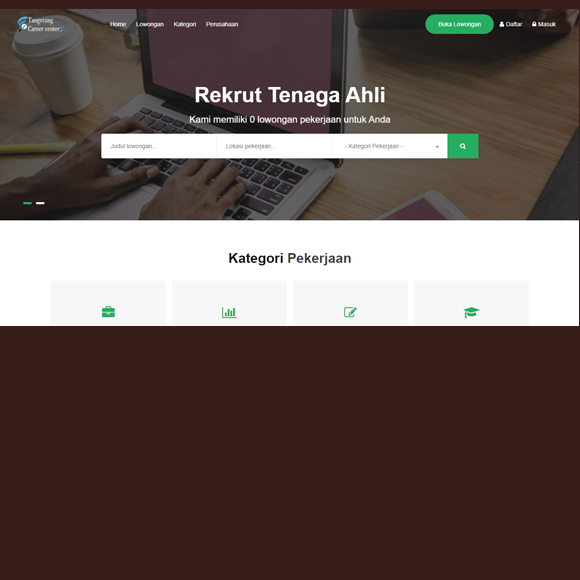 Tangerang
Career center
Home
Lowongan
Kategori
Perusahaan
Buka Lowongan
Daftar
Masuk
Rekrut Tenaga Ahli
Kami memiliki 0 lowongan pekerjaan untuk Anda
Judul lowongan...
Lokasi pekerjaan...
- Kategori Pekerjaan -
Kategori Pekerjaan